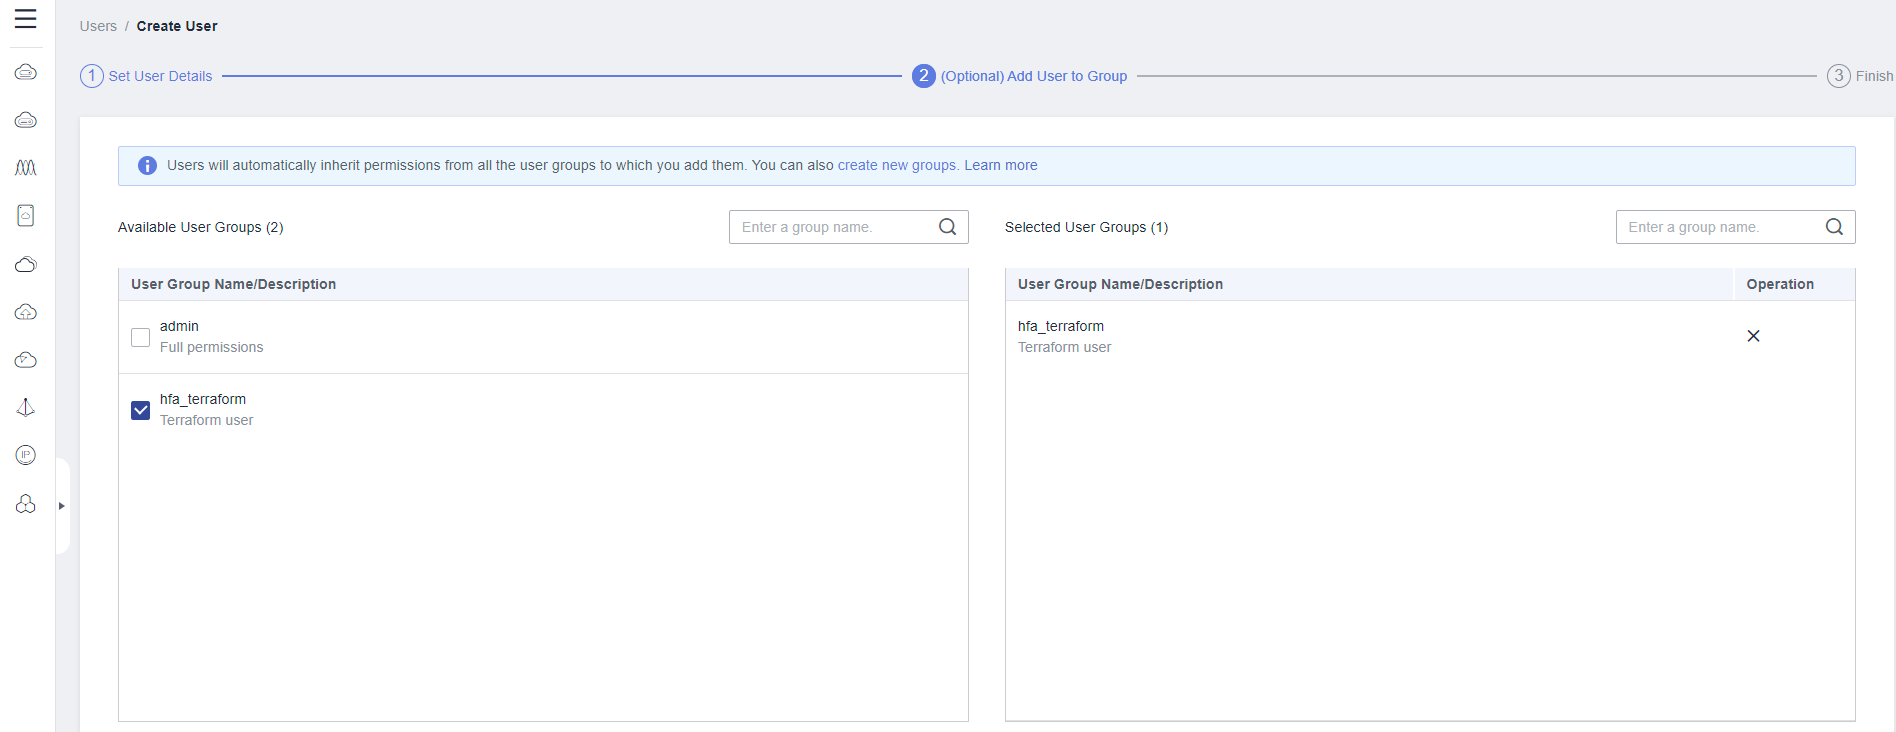 Users / Create User
1 Set User Details 2 (Optional) Add User to Group 3 Finish
Users will automatically inherit permissions from all the user groups to which you add them. You can also create new groups. Learn more
Available User Groups (2) Enter a group name. Selected User Groups (1) Enter a group name.
User Group Name/Description User Group Name/Description Operation
admin
Full permissions
hfa_terraform
Terraform user
hfa_terraform
Terraform user
IP